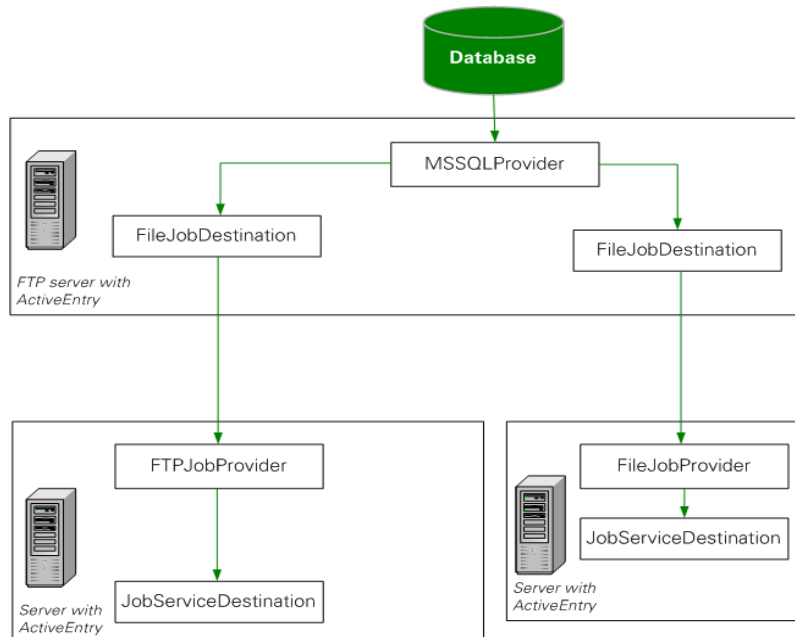 Database
MSSQLProvider
FileJobDestination
FileJobDestination
FTP server with
ActiveEntry
FTPJobProvider
FileJobProvider
JobServiceDestination
JobServiceDestination
Server with
ActiveEntry
Server with
ActiveEntry